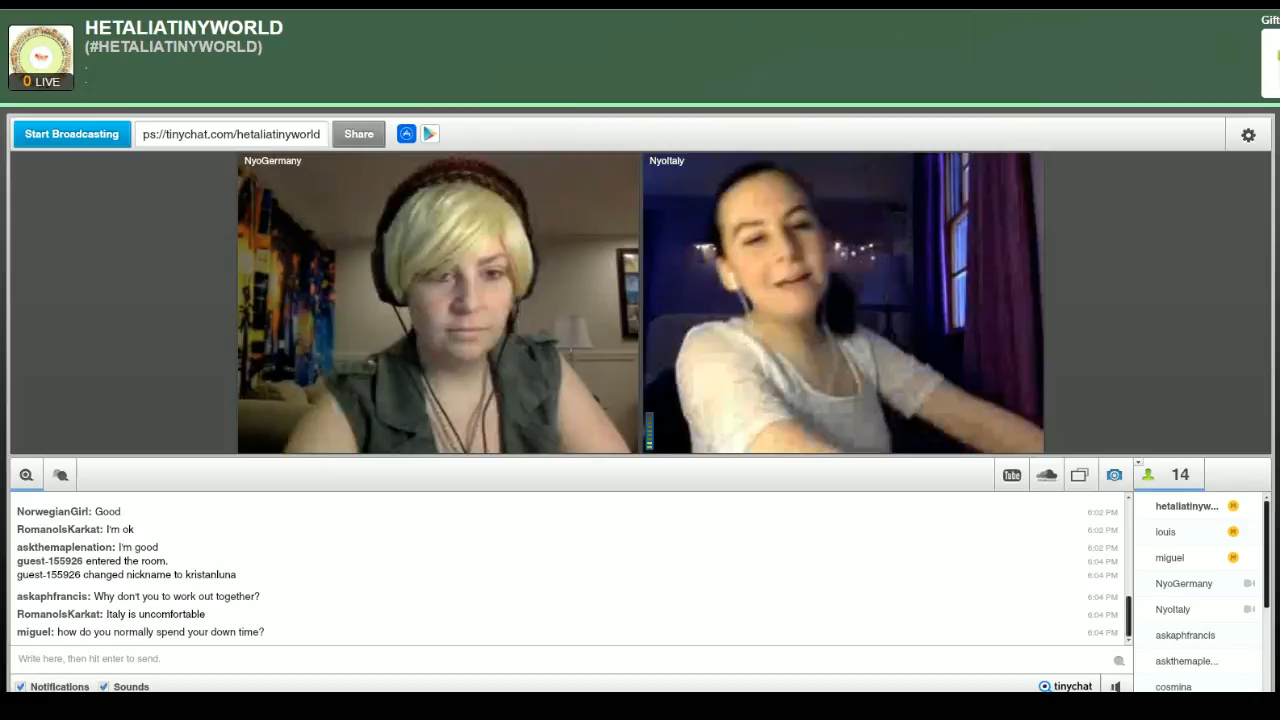 HETALIATINYWORLD
(#HETALIATINYWORLD)
0 LIVE
Gift
Start Broadcasting
ps://tinychat.com/hetaliatinyworld
Share
NyoGermany
NyoItaly
You Tube
14
NorwegianGirl: Good
6:02 PM
RomanoIsKarkat: I'm ok
6:02 PM
askthemaplenation: I'm good
6:02 PM
guest-155926 entered the room.
6:04 PM
guest-155926 changed nickname to kristanluna
6:04 PM
askaphfrancis: Why don't you to work out together?
6:04 PM
RomanoIsKarkat: Italy is uncomfortable
6:04 PM
miguel: how do you normally spend your down time?
6:04 PM
hetaliatinyw...
M
louis
M
miguel
M
NyoGermany
NyoItaly
askaphfrancis
askthemaple...
cosmina
Write here, then hit enter to send.
Notifications
Sounds
tinychat